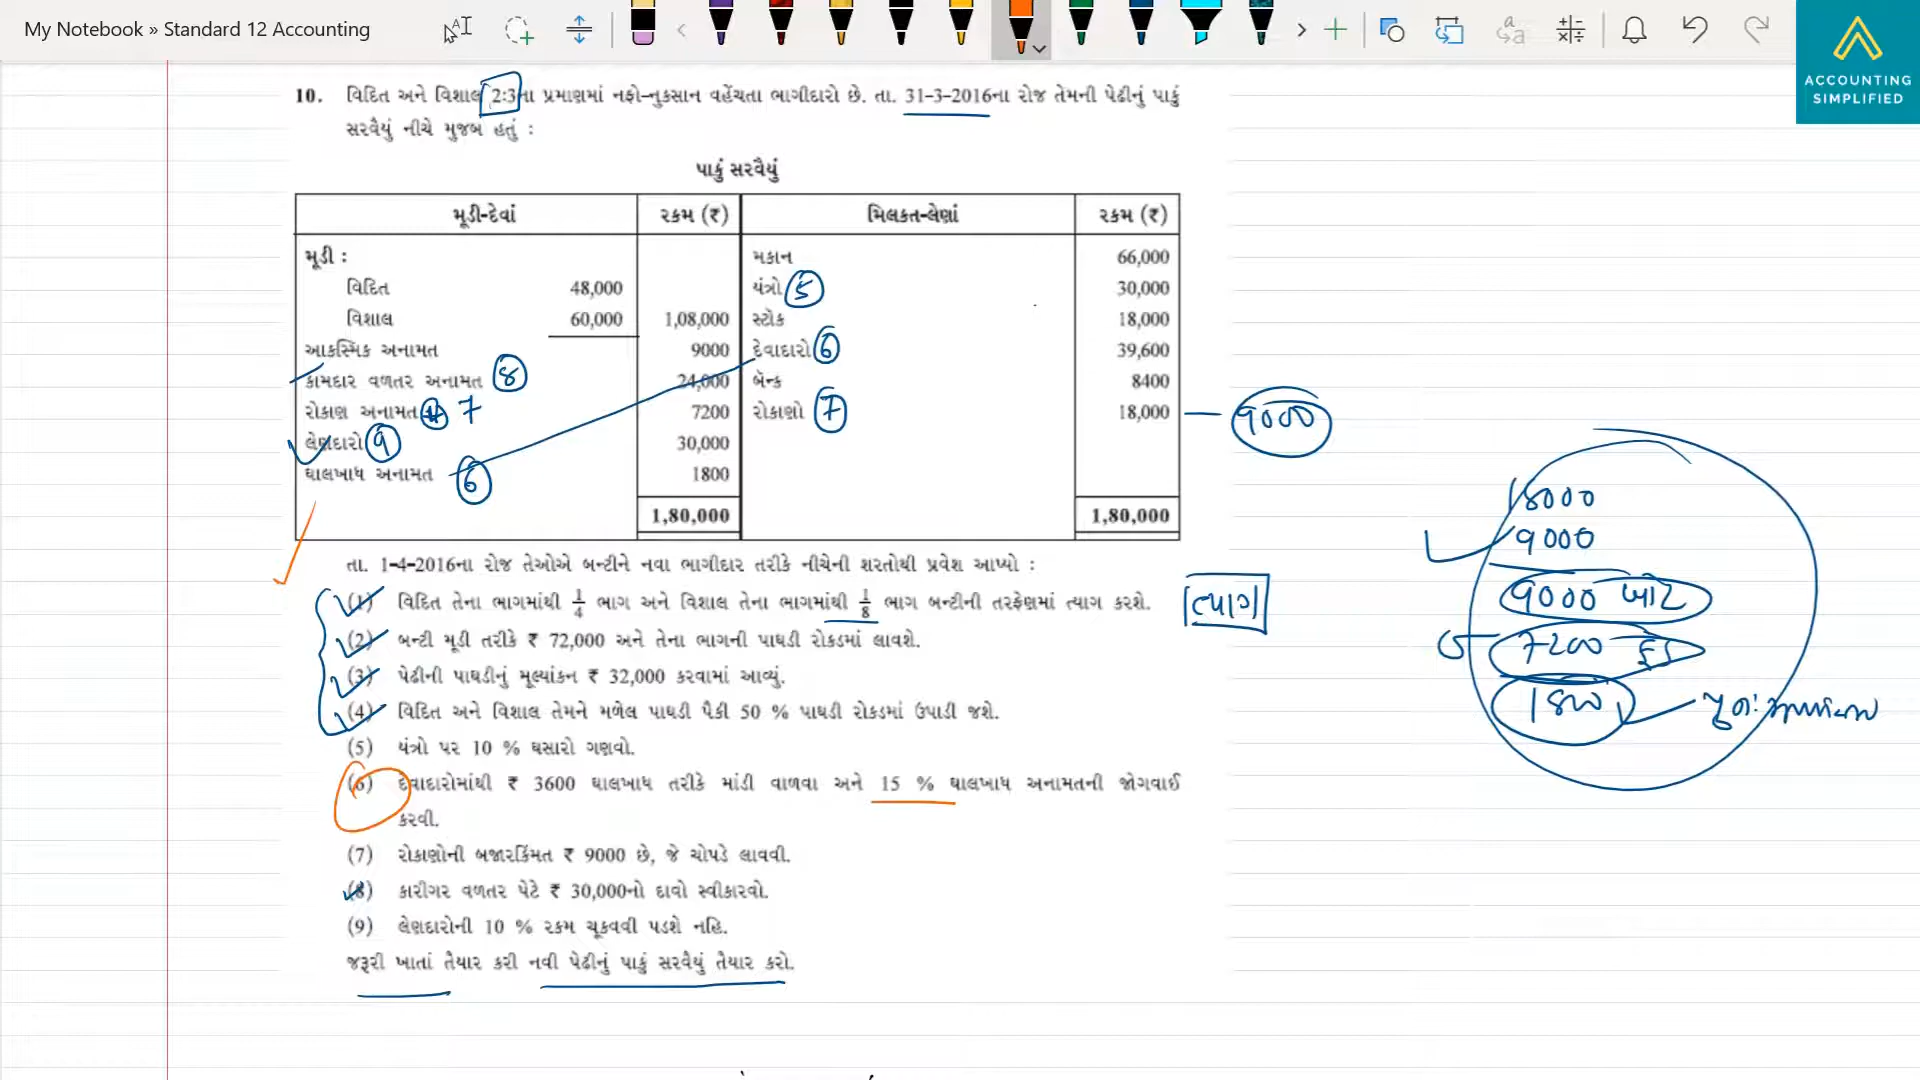 My Notebook » Standard 12 Accounting
ACCOUNTING
SIMPLIFIED
10. વિદિત અને વિશાલ 2:3ના પ્રમાણમાં નફો-નુકસાન વહેંચતા ભાગીદારો છે. તા. 31-3-2016ના રોજ તેમની પેઢીનું પાકું
સરવૈયું નીચે મુજબ હતું :
પાકું સરવૈયું
મૂડી-દેવાં રકમ (₹) મિલકત-લેણાં રકમ (₹)
મૂડી : મકાન 66,000
વિદિત 48,000 યંત્રો 5 30,000
વિશાલ 60,000 1,08,000 સ્ટૉક 18,000
આકસ્મિક અનામત 9000 દેવાદારો 6 39,600
કામદાર વળતર અનામત 8 24,000 બૅન્ક 8400
રોકાણ અનામત 7 7200 રોકાણો 7 18,000 9000
લેણદારો 9 30,000
ઘાલખાધ અનામત 6 1800
1,80,000 1,80,000
18000
9000
9000 ખોટ
7200
1800
તા. 1-4-2016ના રોજ તેઓએ બન્ટીને નવા ભાગીદાર તરીકે નીચેની શરતોથી પ્રવેશ આપ્યો :
(1) વિદિત તેના ભાગમાંથી 1/4 ભાગ અને વિશાલ તેના ભાગમાંથી 1/8 ભાગ બન્ટીની તરફેણમાં ત્યાગ કરશે. ત્યાગ
(2) બન્ટી મૂડી તરીકે ₹ 72,000 અને તેના ભાગની પાઘડી રોકડમાં લાવશે.
(3) પેઢીની પાઘડીનું મૂલ્યાંકન ₹ 32,000 કરવામાં આવ્યું.
(4) વિદિત અને વિશાલ તેમને મળેલ પાઘડી પૈકી 50 % પાઘડી રોકડમાં ઉપાડી જશે.
(5) યંત્રો પર 10 % ઘસારો ગણવો.
(6) દેવાદારોમાંથી ₹ 3600 ઘાલખાધ તરીકે માંડી વાળવા અને 15 % ઘાલખાધ અનામતની જોગવાઈ
કરવી.
(7) રોકાણોની બજારકિંમત ₹ 9000 છે, જે ચોપડે લાવવી.
(8) કારીગર વળતર પેટે ₹ 30,000નો દાવો સ્વીકારવો.
(9) લેણદારોની 10 % રકમ ચૂકવવી પડશે નહિ.
જરૂરી ખાતાં તૈયાર કરી નવી પેઢીનું પાકું સરવૈયું તૈયાર કરો.